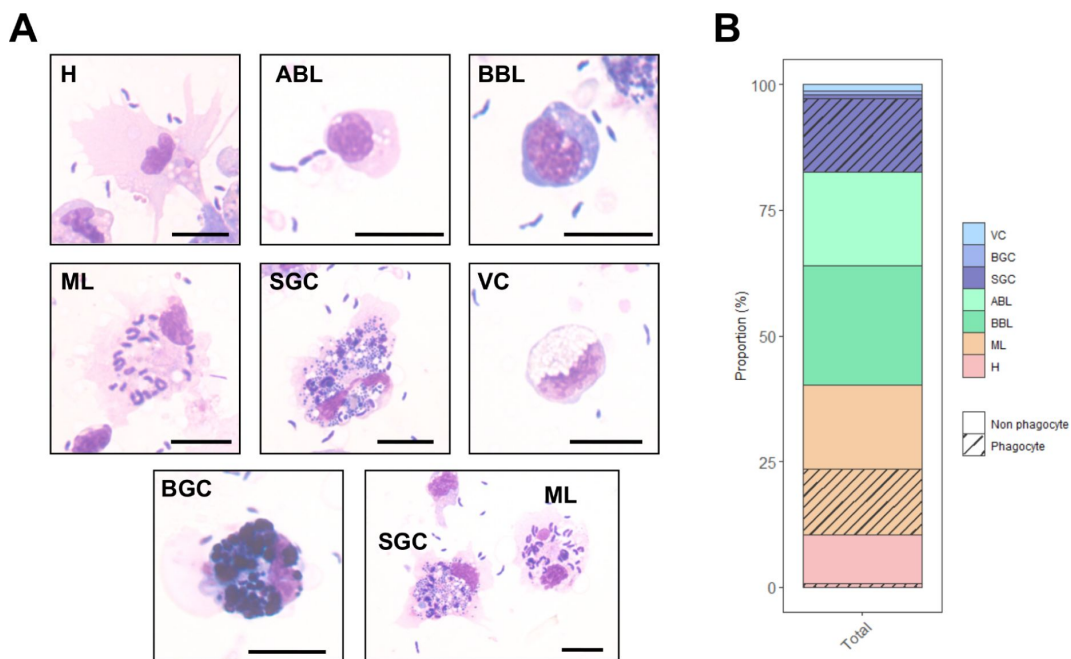 A
H
ABL
BBL
ML
SGC
VC
BGC
SGC
ML
B
100
75
50
25
0
Proportion (%)
Total
VC
BGC
SGC
ABL
BBL
ML
H
Non phagocyte
Phagocyte